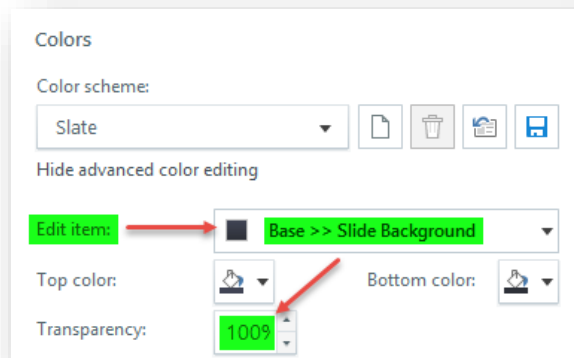 Colors
Color scheme:
Slate
Hide advanced color editing
Edit item: Base >> Slide Background
Top color: Bottom color:
Transparency: 100%